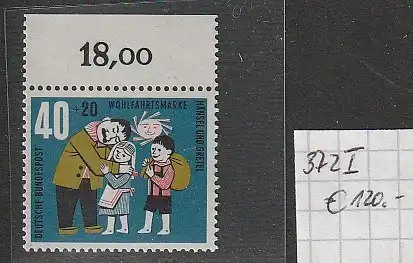 18,00
40 +20
WOHLFAHRTSMARKE
HÄNSEL UND GRETEL
DEUTSCHE BUNDESPOST
372 I
€ 120.-